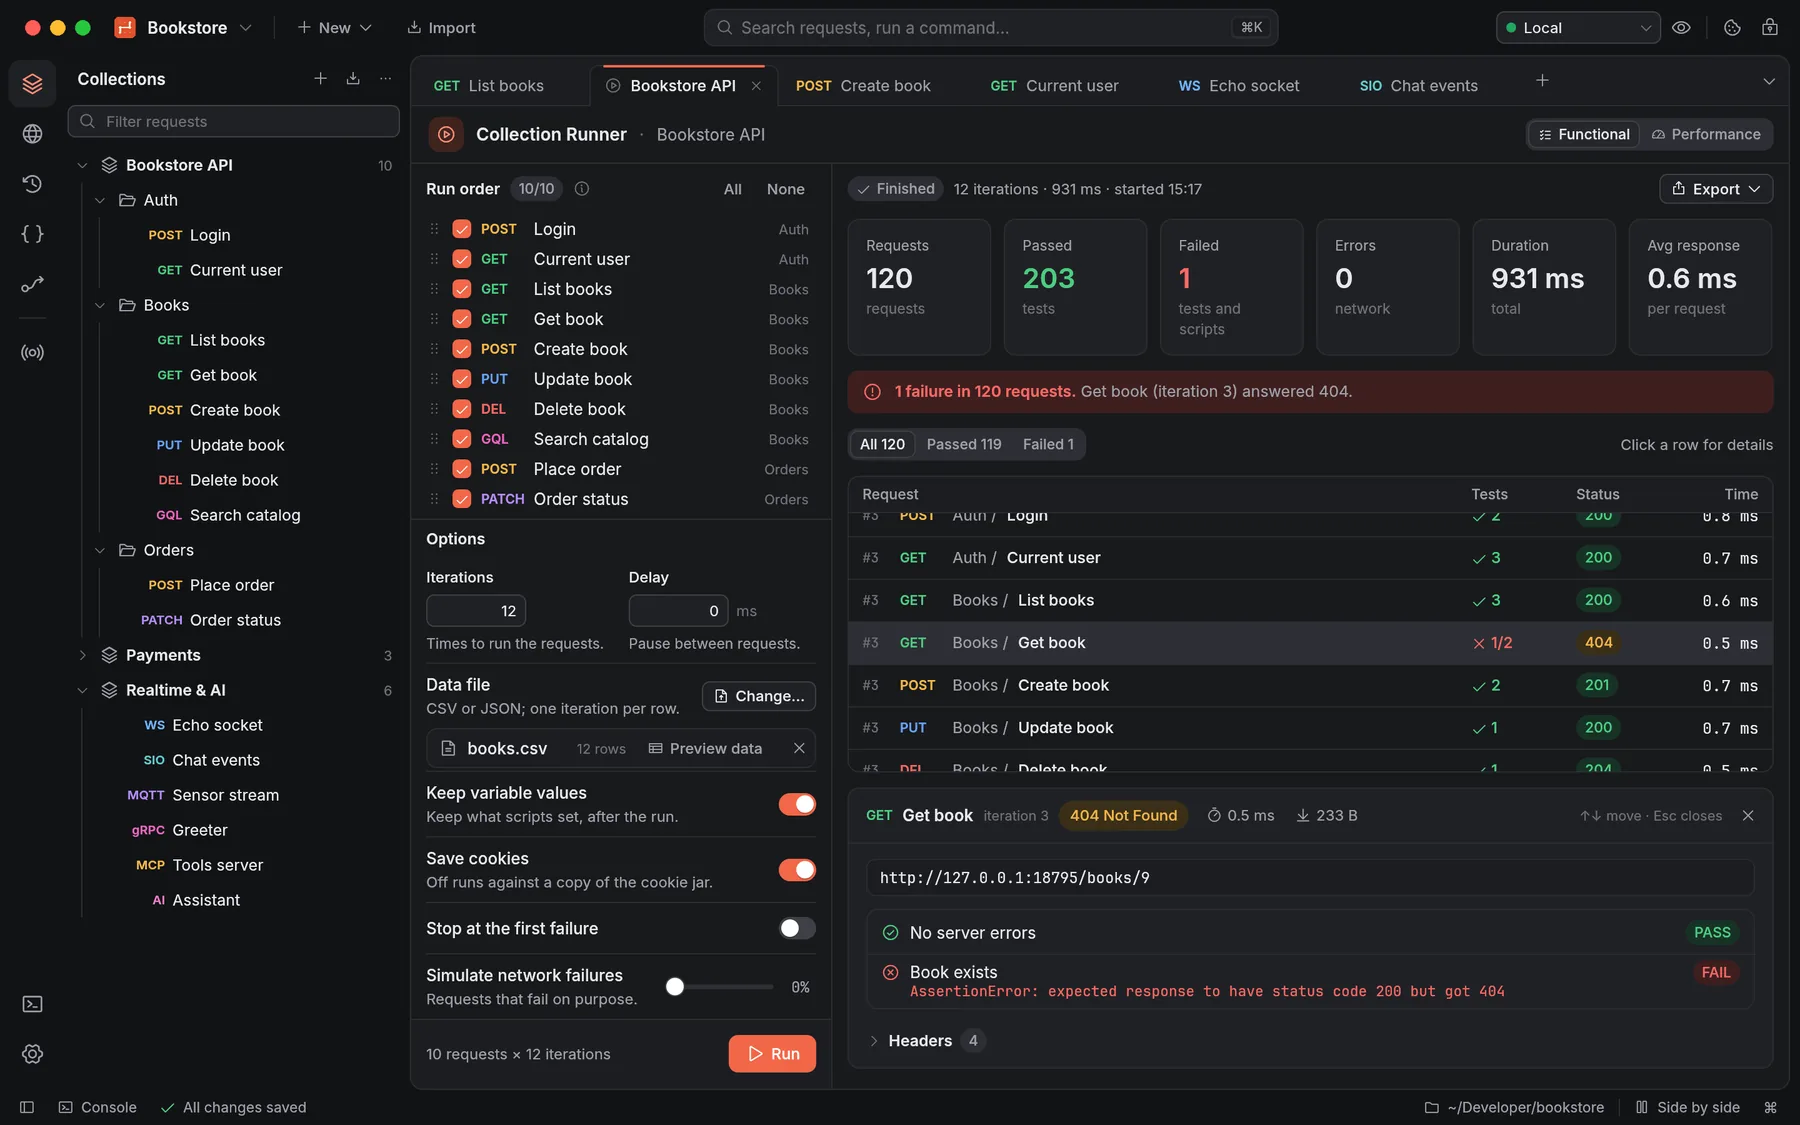 Bookstore
New
Import
Search requests, run a command...
⌘K
Local
Collections
Filter requests
Bookstore API 10
Auth
POST Login
GET Current user
Books
GET List books
GET Get book
POST Create book
PUT Update book
DEL Delete book
GQL Search catalog
Orders
POST Place order
PATCH Order status
Payments 3
Realtime & AI 6
WS Echo socket
SIO Chat events
MQTT Sensor stream
gRPC Greeter
MCP Tools server
AI Assistant
GET List books
Bookstore API
POST Create book
GET Current user
WS Echo socket
SIO Chat events
Collection Runner · Bookstore API
Functional
Performance
Run order 10/10
All
None
POST Login Auth
GET Current user Auth
GET List books Books
GET Get book Books
POST Create book Books
PUT Update book Books
DEL Delete book Books
GQL Search catalog Books
POST Place order Orders
PATCH Order status Orders
Options
Iterations
12
Times to run the requests.
Delay
0 ms
Pause between requests.
Data file
CSV or JSON; one iteration per row.
Change...
books.csv 12 rows Preview data
Keep variable values
Keep what scripts set, after the run.
Save cookies
Off runs against a copy of the cookie jar.
Stop at the first failure
Simulate network failures
Requests that fail on purpose.
0%
10 requests × 12 iterations
Run
Finished
12 iterations · 931 ms · started 15:17
Export
Requests
120
requests
Passed
203
tests
Failed
1
tests and
scripts
Errors
0
network
Duration
931 ms
total
Avg response
0.6 ms
per request
1 failure in 120 requests. Get book (iteration 3) answered 404.
All 120
Passed 119
Failed 1
Click a row for details
Request Tests Status Time
#3 POST Auth / Login 2 200 0.8 ms
#3 GET Auth / Current user 3 200 0.7 ms
#3 GET Books / List books 3 200 0.6 ms
#3 GET Books / Get book 1/2 404 0.5 ms
#3 POST Books / Create book 2 201 0.7 ms
#3 PUT Books / Update book 1 200 0.7 ms
#3 DEL Books / Delete book 1 204 0.5 ms
GET Get book iteration 3 404 Not Found 0.5 ms 233 B
↑↓ move · Esc closes
http://127.0.0.1:18795/books/9
No server errors PASS
Book exists FAIL
AssertionError: expected response to have status code 200 but got 404
Headers 4
Console
All changes saved
~/Developer/bookstore
Side by side
⌘